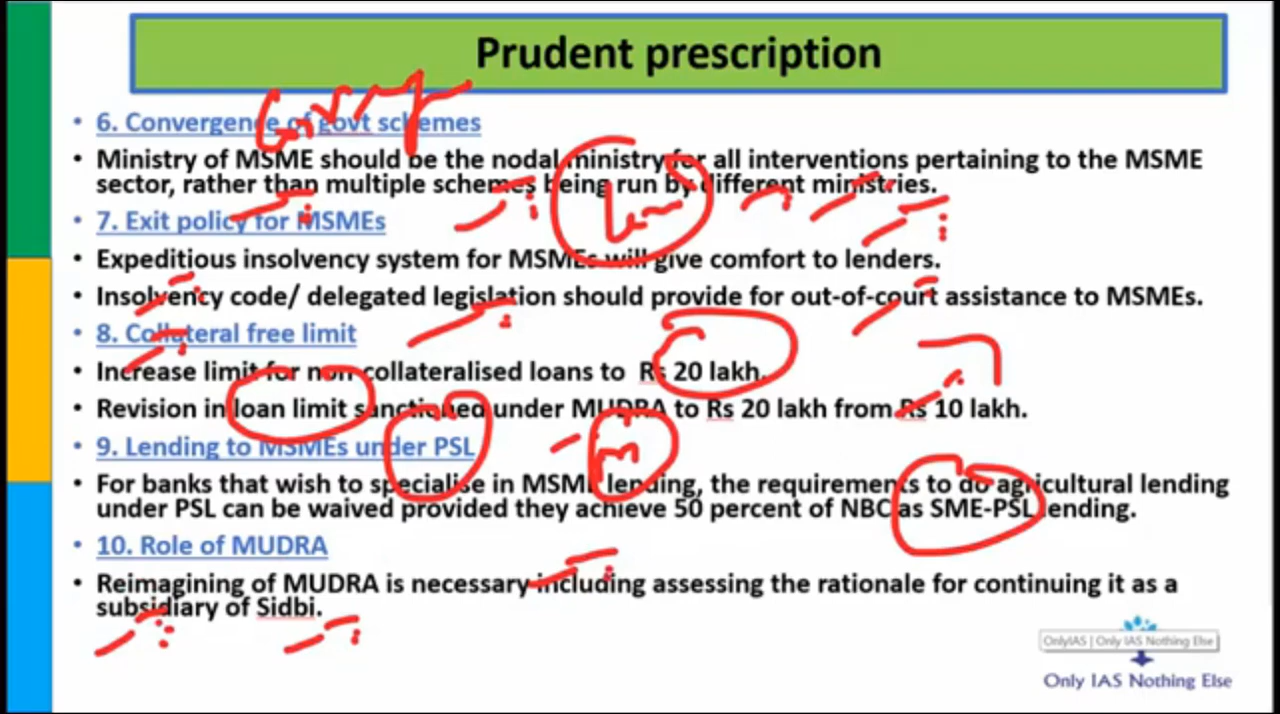 Prudent prescription
• 6. Convergence of govt schemes
• Ministry of MSME should be the nodal ministry for all interventions pertaining to the MSME
sector, rather than multiple schemes being run by different ministries.
• 7. Exit policy for MSMEs
• Expeditious insolvency system for MSMEs will give comfort to lenders.
• Insolvency code/ delegated legislation should provide for out-of-court assistance to MSMEs.
• 8. Collateral free limit
• Increase limit for non collateralised loans to Rs 20 lakh.
• Revision in loan limit sanctioned under MUDRA to Rs 20 lakh from Rs 10 lakh.
• 9. Lending to MSMEs under PSL
• For banks that wish to specialise in MSME lending, the requirements to do agricultural lending
under PSL can be waived provided they achieve 50 percent of NBC as SME-PSL lending.
• 10. Role of MUDRA
• Reimagining of MUDRA is necessary including assessing the rationale for continuing it as a
subsidiary of Sidbi.
OnlyIAS | Only IAS Nothing Else
Only IAS Nothing Else